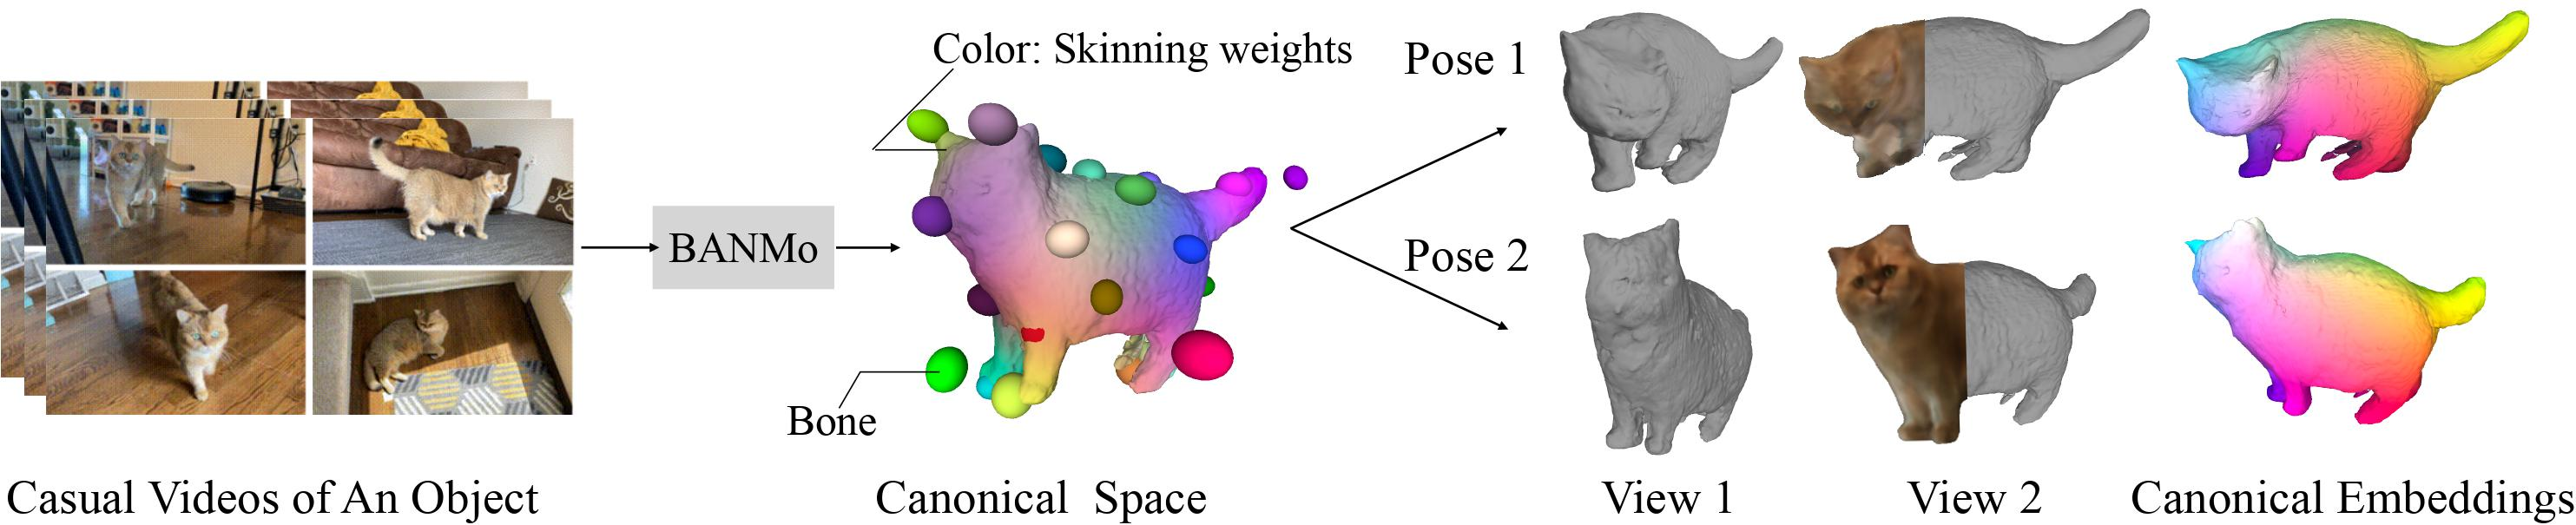 Color: Skinning weights
Pose 1
BANMo
Pose 2
Bone
Casual Videos of An Object
Canonical Space
View 1
View 2
Canonical Embeddings